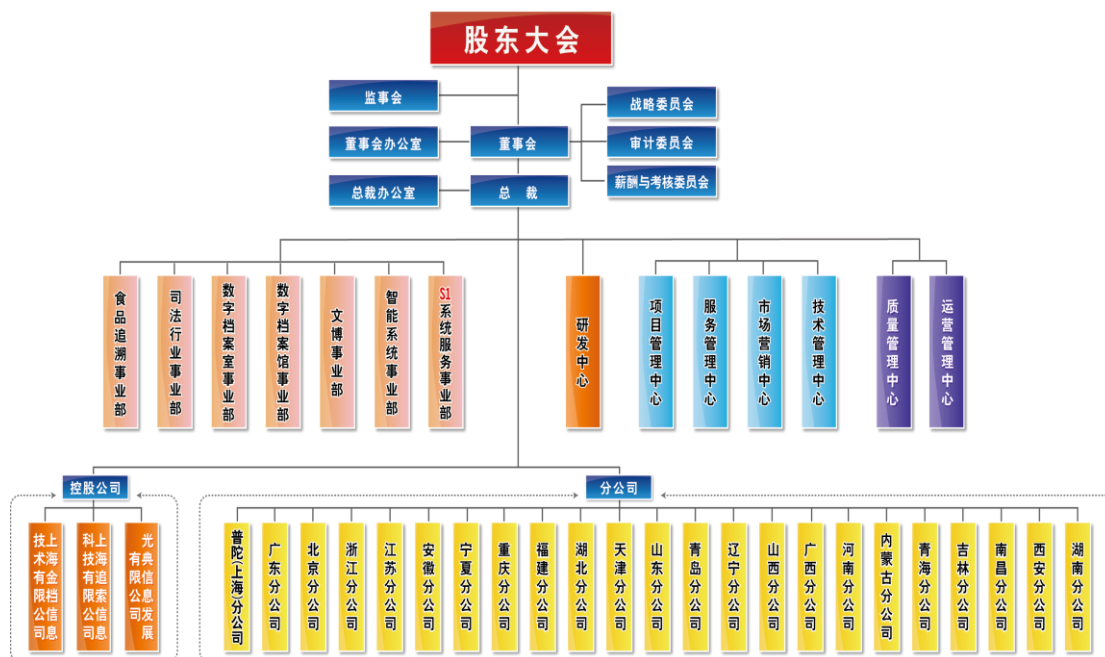 股东大会
监事会
战略委员会
董事会办公室
董事会
审计委员会
总裁办公室
总 裁
薪酬与考核委员会
食品追溯事业部
司法行业事业部
数字档案室事业部
数字档案馆事业部
文博事业部
智能系统事业部
S1系统服务事业部
研发中心
项目管理中心
服务管理中心
市场营销中心
技术管理中心
质量管理中心
运营管理中心
控股公司
分公司
上海金档信息
技术有限公司
上海追索信息
科技有限公司
光典信息发展
有限公司
普陀(上海)分公司
广东分公司
北京分公司
浙江分公司
江苏分公司
安徽分公司
宁夏分公司
重庆分公司
福建分公司
湖北分公司
天津分公司
山东分公司
青岛分公司
辽宁分公司
山西分公司
广西分公司
河南分公司
内蒙古分公司
青海分公司
吉林分公司
南昌分公司
西安分公司
湖南分公司